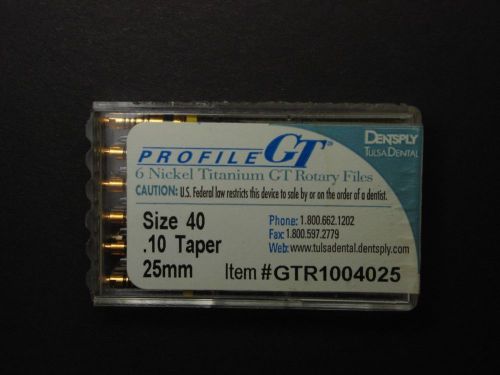 PROFILE GT®
DENTSPLY
TULSA DENTAL
6 Nickel Titanium GT Rotary Files
CAUTION: U.S. Federal law restricts this device to sale by or on the order of a dentist.
Size 40
.10 Taper
25mm
Phone: 1.800.662.1202
Fax: 1.800.597.2779
Web: www.tulsadental.dentsply.com
Item #GTR1004025